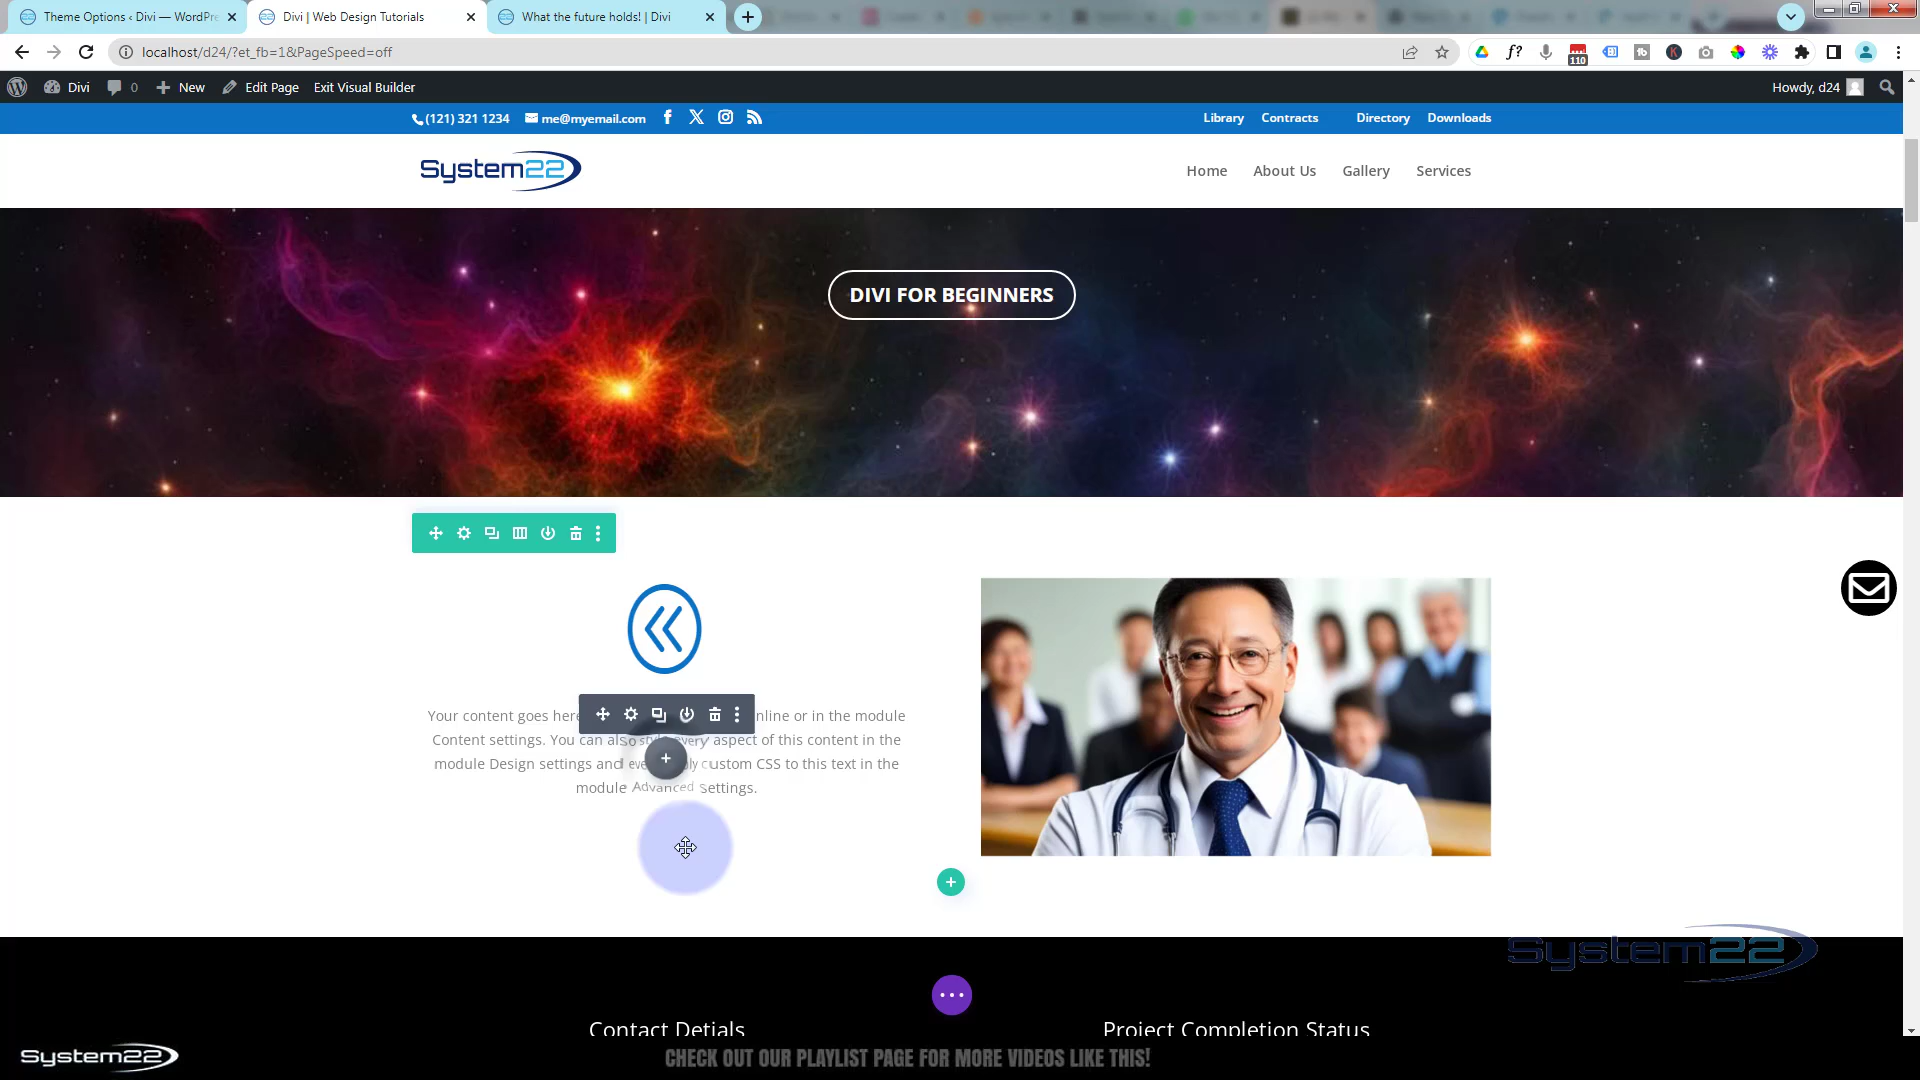 Theme Options ‹ Divi — WordPre
Divi | Web Design Tutorials
What the future holds! | Divi
localhost/d24/?et_fb=1&PageSpeed=off
110
Divi
0
New
Edit Page
Exit Visual Builder
Howdy, d24
(121) 321 1234
me@myemail.com
Library
Contracts
Directory
Downloads
System22
Home
About Us
Gallery
Services
DIVI FOR BEGINNERS
Your content goes here nline or in the module
Content settings. You can also style every aspect of this content in the
module Design settings and even apply custom CSS to this text in the
module Advanced settings.
System22
Contact Detials
Project Completion Status
System22
CHECK OUT OUR PLAYLIST PAGE FOR MORE VIDEOS LIKE THIS!